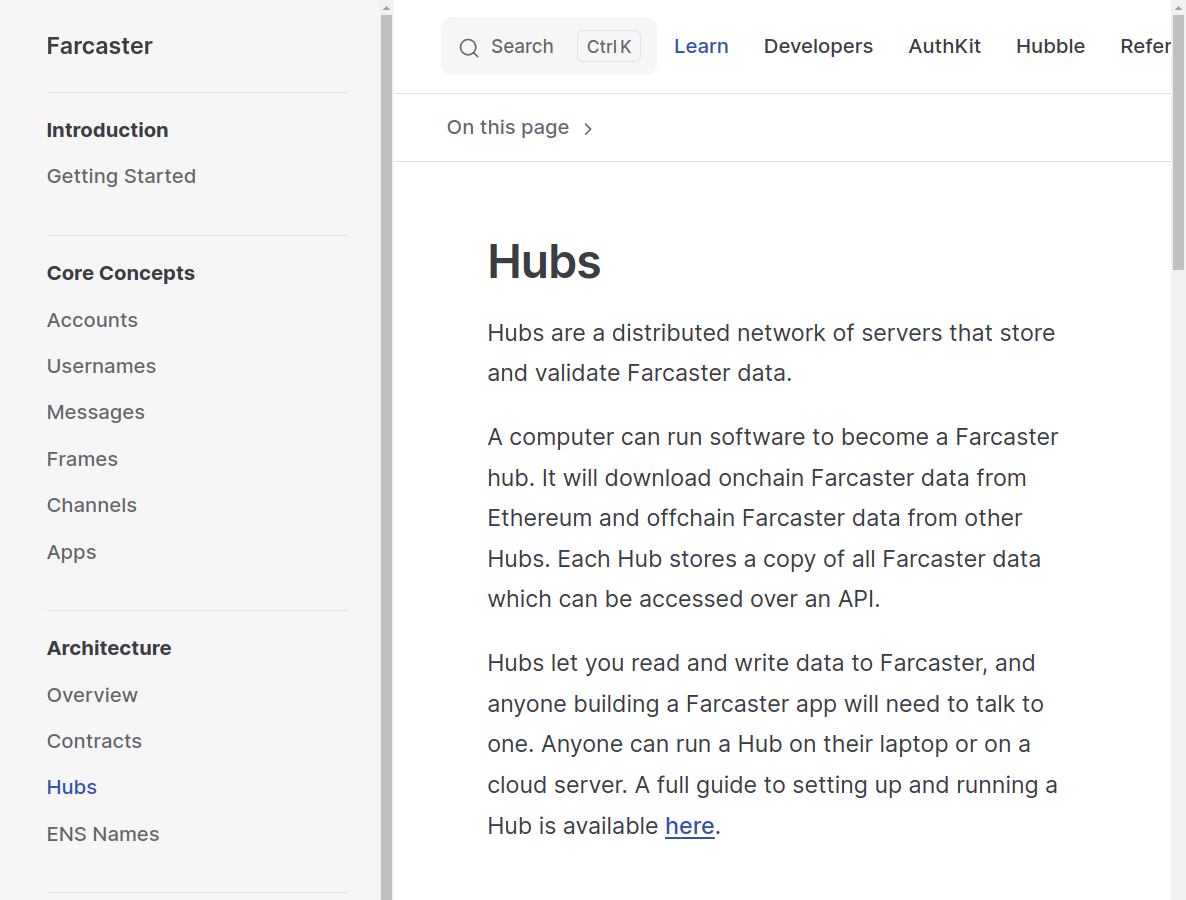 Farcaster
Introduction
Getting Started
Core Concepts
Accounts
Usernames
Messages
Frames
Channels
Apps
Architecture
Overview
Contracts
Hubs
ENS Names
Search Ctrl K Learn Developers AuthKit Hubble Refer
On this page
Hubs
Hubs are a distributed network of servers that store
and validate Farcaster data.
A computer can run software to become a Farcaster
hub. It will download onchain Farcaster data from
Ethereum and offchain Farcaster data from other
Hubs. Each Hub stores a copy of all Farcaster data
which can be accessed over an API.
Hubs let you read and write data to Farcaster, and
anyone building a Farcaster app will need to talk to
one. Anyone can run a Hub on their laptop or on a
cloud server. A full guide to setting up and running a
Hub is available here.